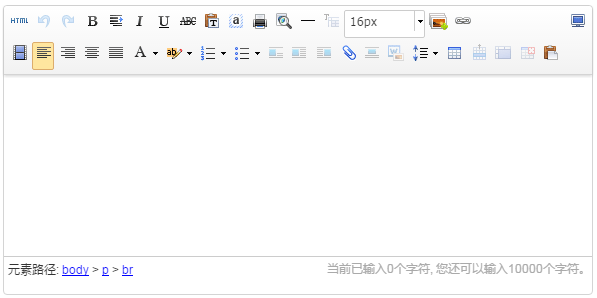 HTML B I U ABC T a T 16px
A ab W
元素路径: body > p > br
当前已输入0个字符, 您还可以输入10000个字符。